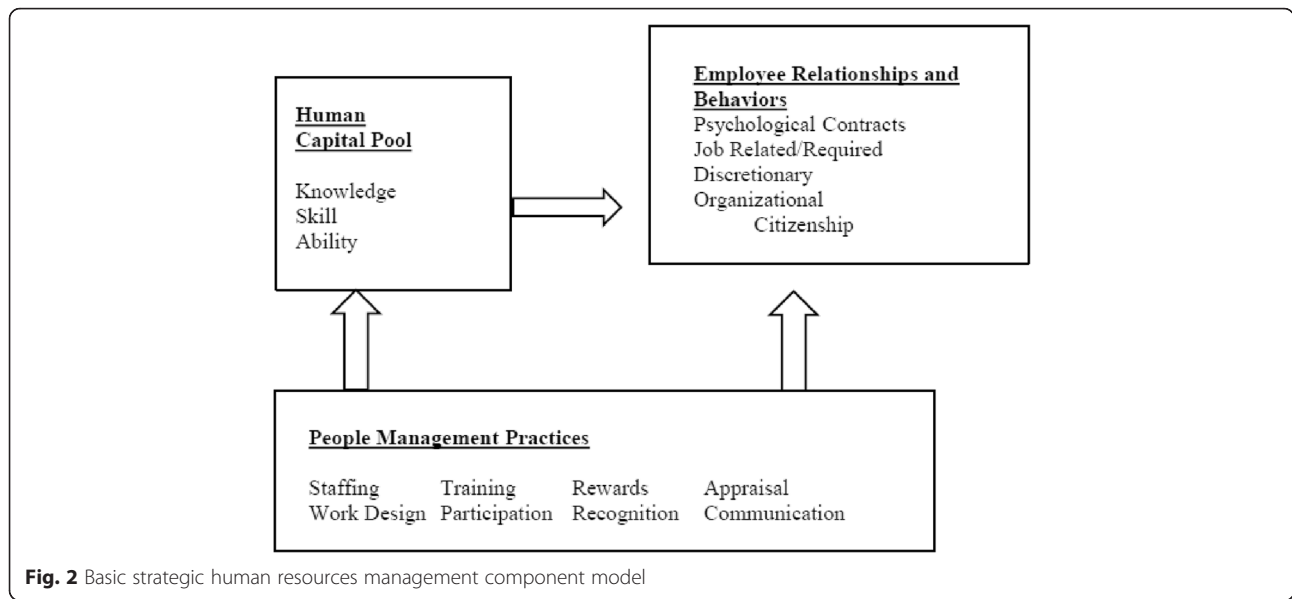 Human
Capital Pool
Knowledge
Skill
Ability
Employee Relationships and
Behaviors
Psychological Contracts
Job Related/Required
Discretionary
Organizational
Citizenship
People Management Practices
Staffing Training Rewards Appraisal
Work Design Participation Recognition Communication
Fig. 2 Basic strategic human resources management component model